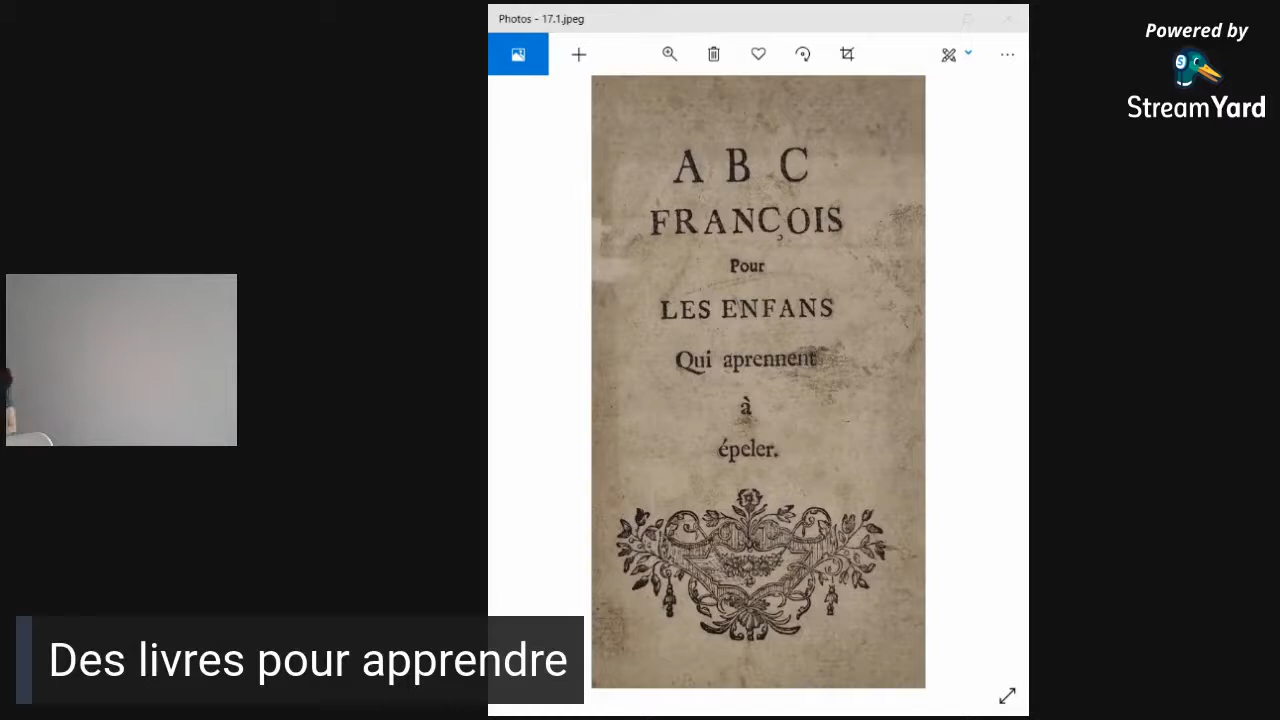 Photos - 17.1.jpeg
Powered by
StreamYard
A B C
FRANÇOIS
Pour
LES ENFANS
Qui aprennent
à
épeler.
Des livres pour apprendre